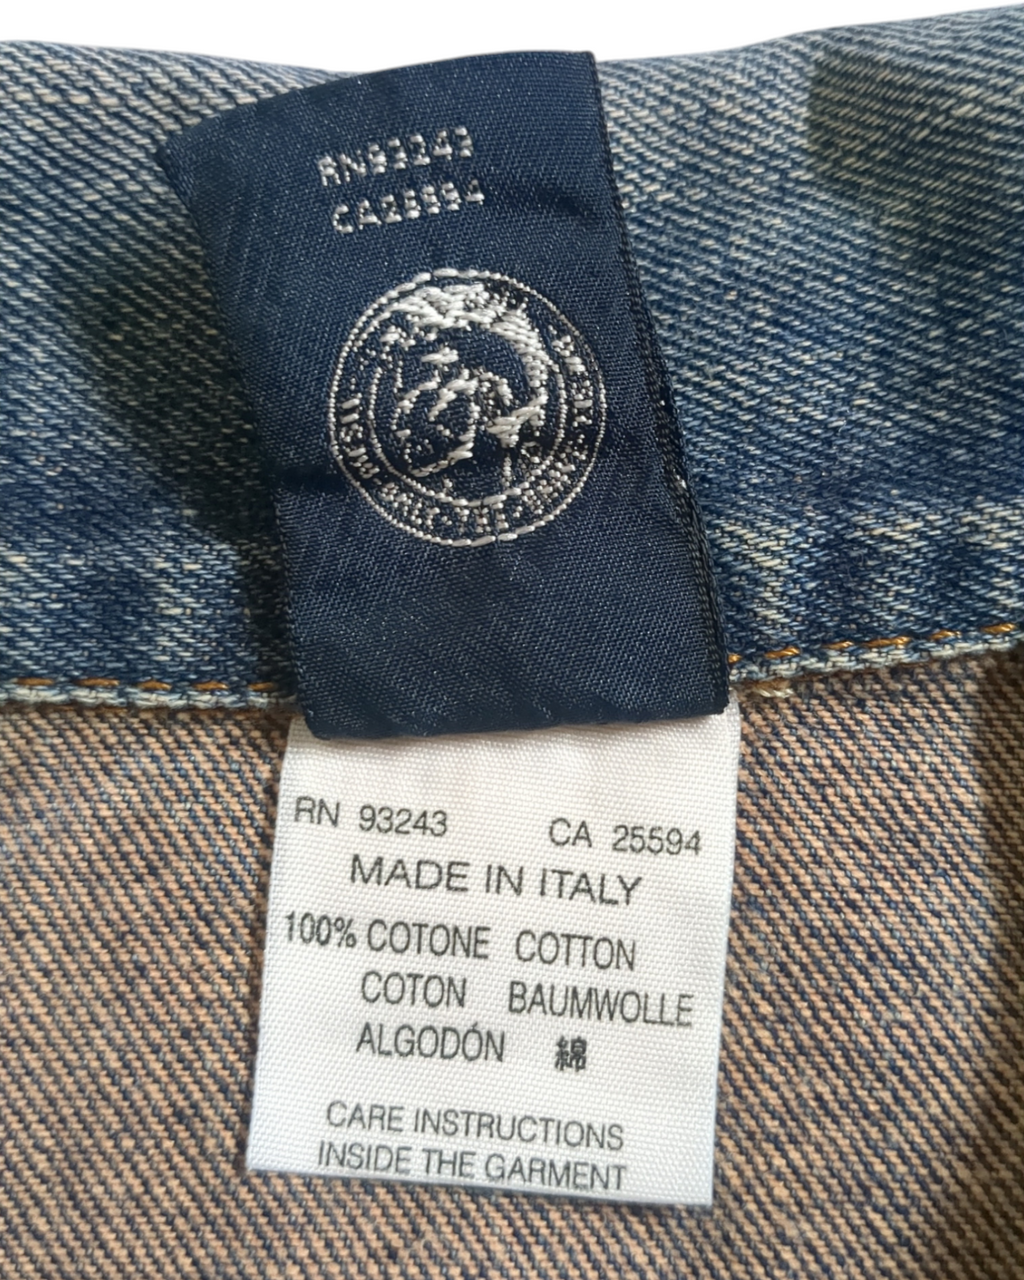 RN93243
CA25594
RN 93243 CA 25594
MADE IN ITALY
100% COTONE COTTON
COTON BAUMWOLLE
ALGODÓN 綿
CARE INSTRUCTIONS
INSIDE THE GARMENT